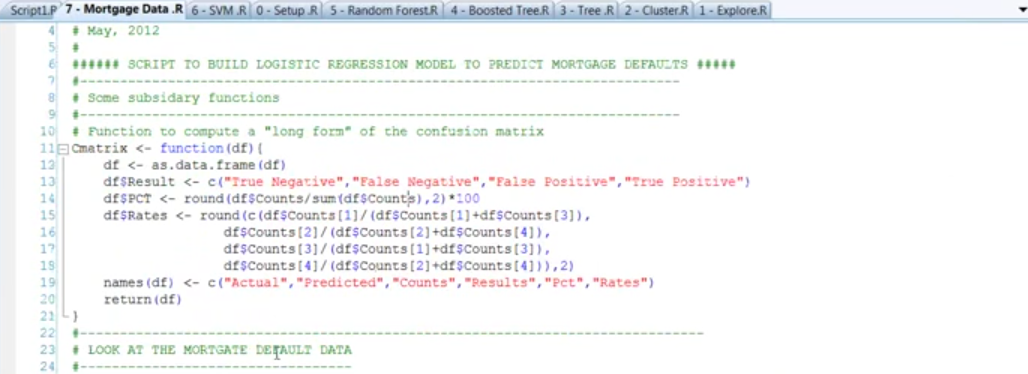 Script1.R 7 - Mortgage Data .R 6 - SVM .R 0 - Setup .R 5 - Random Forest.R 4 - Boosted Tree.R 3 - Tree .R 2 - Cluster.R 1 - Explore.R
4 # May, 2012
5 #
6 ###### SCRIPT TO BUILD LOGISTIC REGRESSION MODEL TO PREDICT MORTGAGE DEFAULTS #####
7 #-----------------------------------------------------------------------------
8 # Some subsidary functions
9 #-----------------------------------------------------------------------------
10 # Function to compute a "long form" of the confusion matrix
11 Cmatrix <- function(df){
12 df <- as.data.frame(df)
13 df$Result <- c("True Negative","False Negative","False Positive","True Positive")
14 df$PCT <- round(df$Counts/sum(df$Counts),2)*100
15 df$Rates <- round(c(df$Counts[1]/(df$Counts[1]+df$Counts[3]),
16 df$Counts[2]/(df$Counts[2]+df$Counts[4]),
17 df$Counts[3]/(df$Counts[1]+df$Counts[3]),
18 df$Counts[4]/(df$Counts[2]+df$Counts[4])),2)
19 names(df) <- c("Actual","Predicted","Counts","Results","Pct","Rates")
20 return(df)
21 }
22 #--------------------------------------------------------------------------------
23 # LOOK AT THE MORTGATE DEFAULT DATA
24 #-----------------------------------